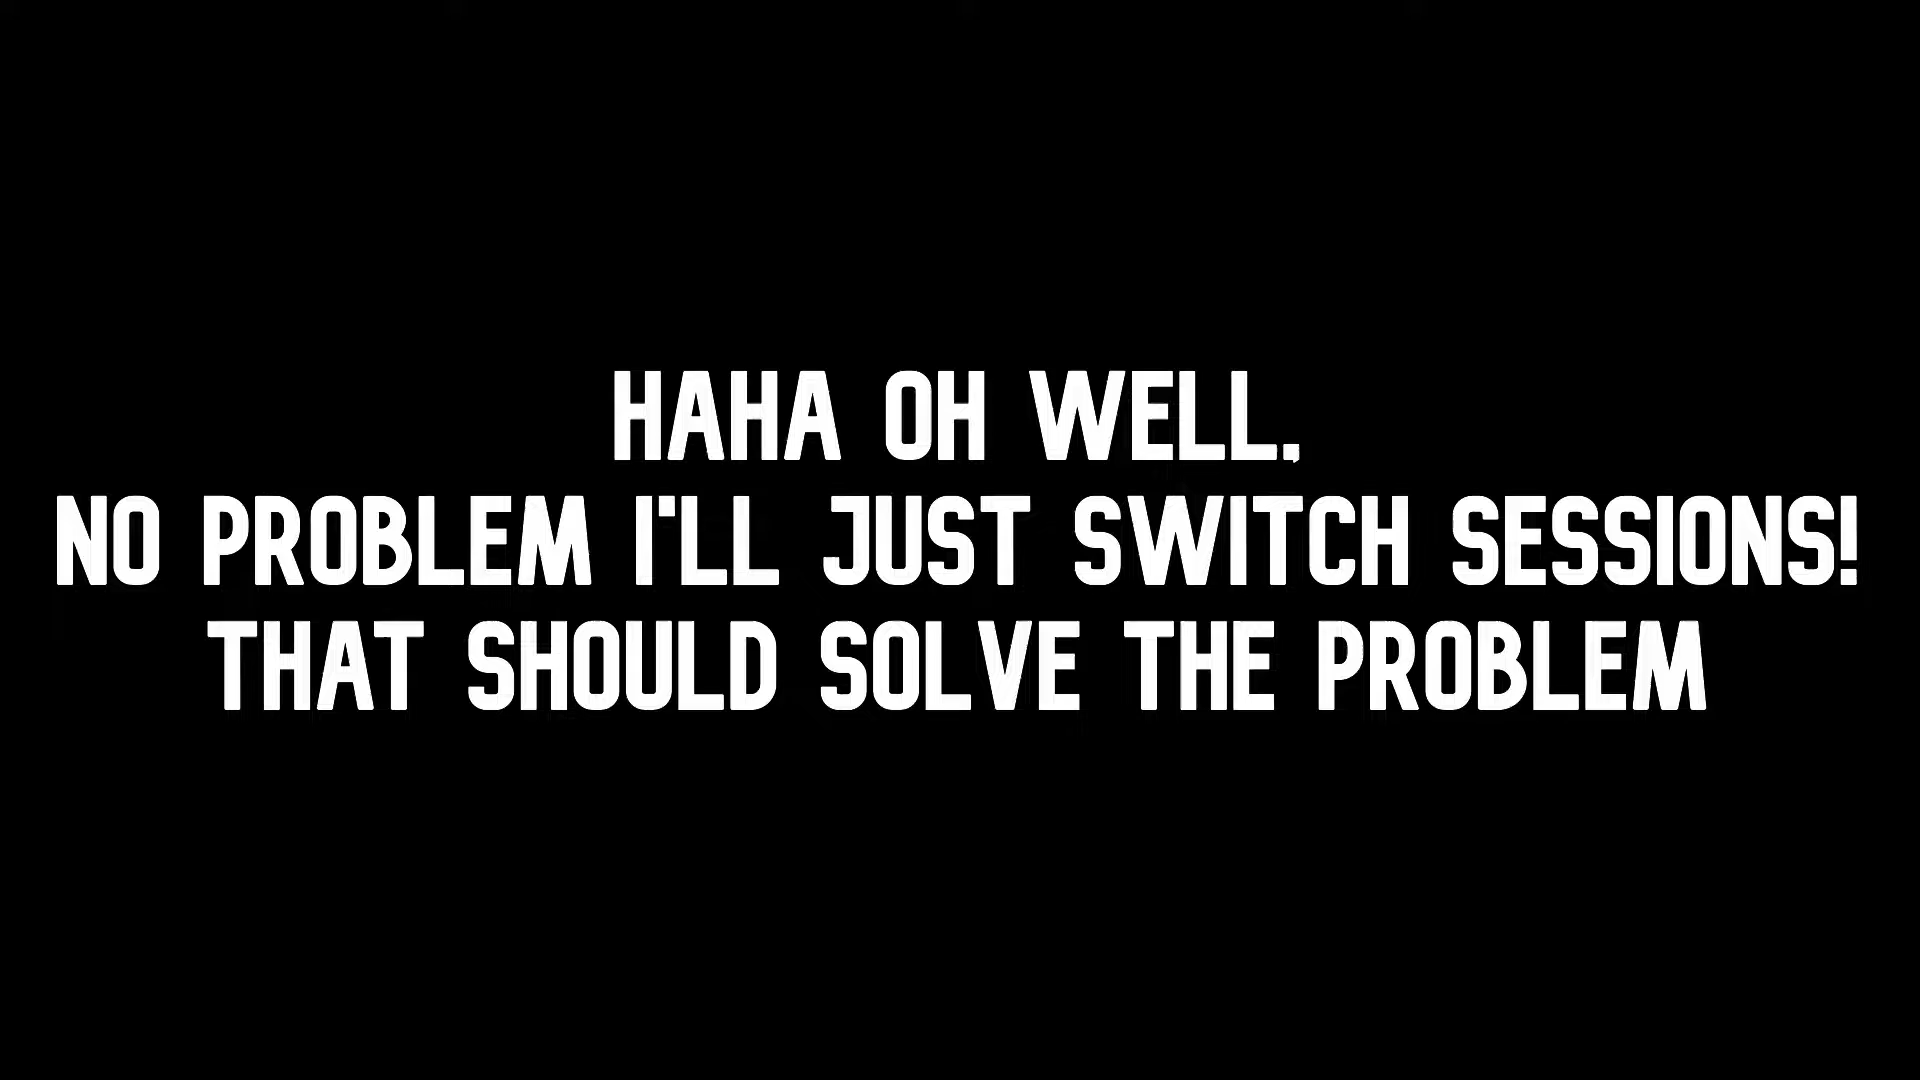 HAHA OH WELL,
NO PROBLEM I'LL JUST SWITCH SESSIONS!
THAT SHOULD SOLVE THE PROBLEM